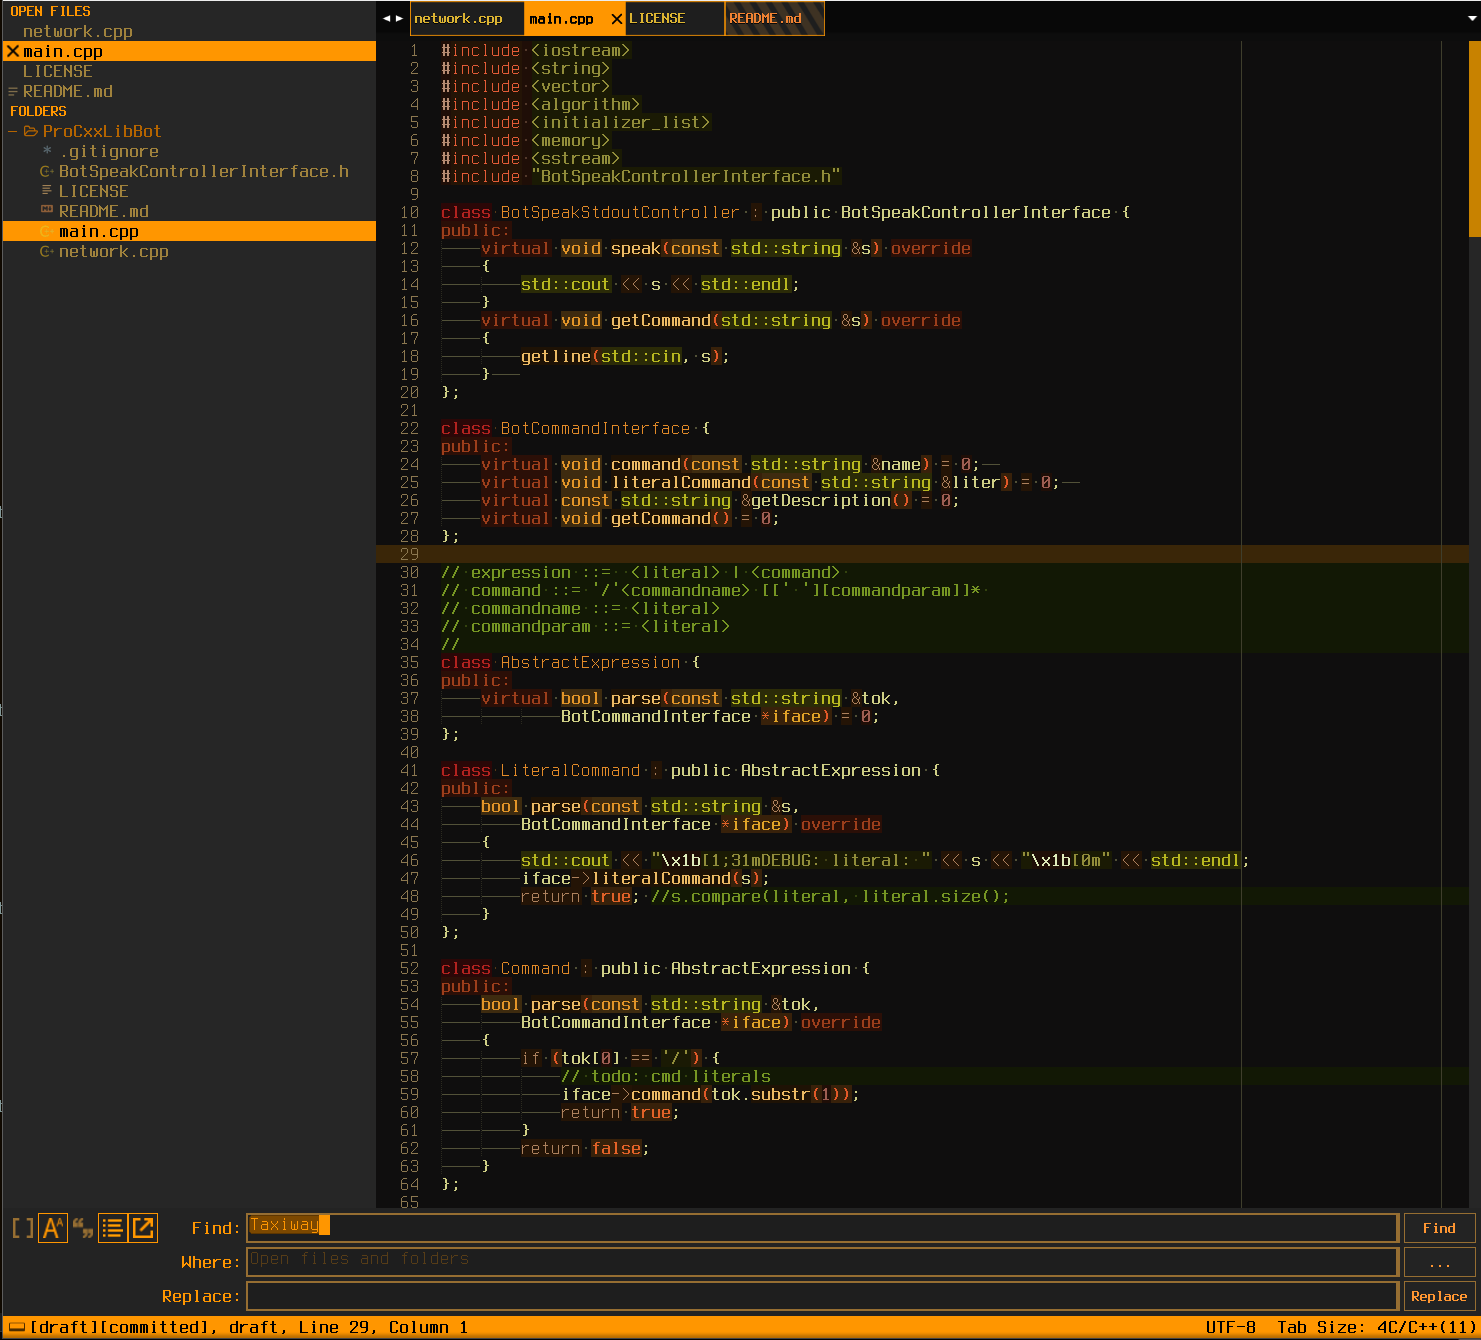 OPEN FILES
network.cpp
main.cpp
LICENSE
README.md
FOLDERS
ProCxxLibBot
.gitignore
BotSpeakControllerInterface.h
LICENSE
README.md
main.cpp
network.cpp
network.cpp main.cpp LICENSE README.md
1 #include <iostream>
2 #include <string>
3 #include <vector>
4 #include <algorithm>
5 #include <initializer_list>
6 #include <memory>
7 #include <sstream>
8 #include "BotSpeakControllerInterface.h"
9
10 class BotSpeakStdoutController : public BotSpeakControllerInterface {
11 public:
12 virtual void speak(const std::string &s) override
13 {
14 std::cout << s << std::endl;
15 }
16 virtual void getCommand(std::string &s) override
17 {
18 getline(std::cin, s);
19 }
20 };
21
22 class BotCommandInterface {
23 public:
24 virtual void command(const std::string &name) = 0;
25 virtual void literalCommand(const std::string &liter) = 0;
26 virtual const std::string &getDescription() = 0;
27 virtual void getCommand() = 0;
28 };
29
30 // expression ::= <literal> | <command>
31 // command ::= '/'<commandname> [[' '][commandparam]]*
32 // commandname ::= <literal>
33 // commandparam ::= <literal>
34 //
35 class AbstractExpression {
36 public:
37 virtual bool parse(const std::string &tok,
38 BotCommandInterface *iface) = 0;
39 };
40
41 class LiteralCommand : public AbstractExpression {
42 public:
43 bool parse(const std::string &s,
44 BotCommandInterface *iface) override
45 {
46 std::cout << "\x1b[1;31mDEBUG: literal: " << s << "\x1b[0m" << std::endl;
47 iface->literalCommand(s);
48 return true; //s.compare(literal, literal.size();
49 }
50 };
51
52 class Command : public AbstractExpression {
53 public:
54 bool parse(const std::string &tok,
55 BotCommandInterface *iface) override
56 {
57 if (tok[0] == '/') {
58 // todo: cmd literals
59 iface->command(tok.substr(1));
60 return true;
61 }
62 return false;
63 }
64 };
65
Find: Taxiway Find
Where: Open files and folders ...
Replace: Replace
[draft][committed], draft, Line 29, Column 1 UTF-8 Tab Size: 4 C/C++(11)